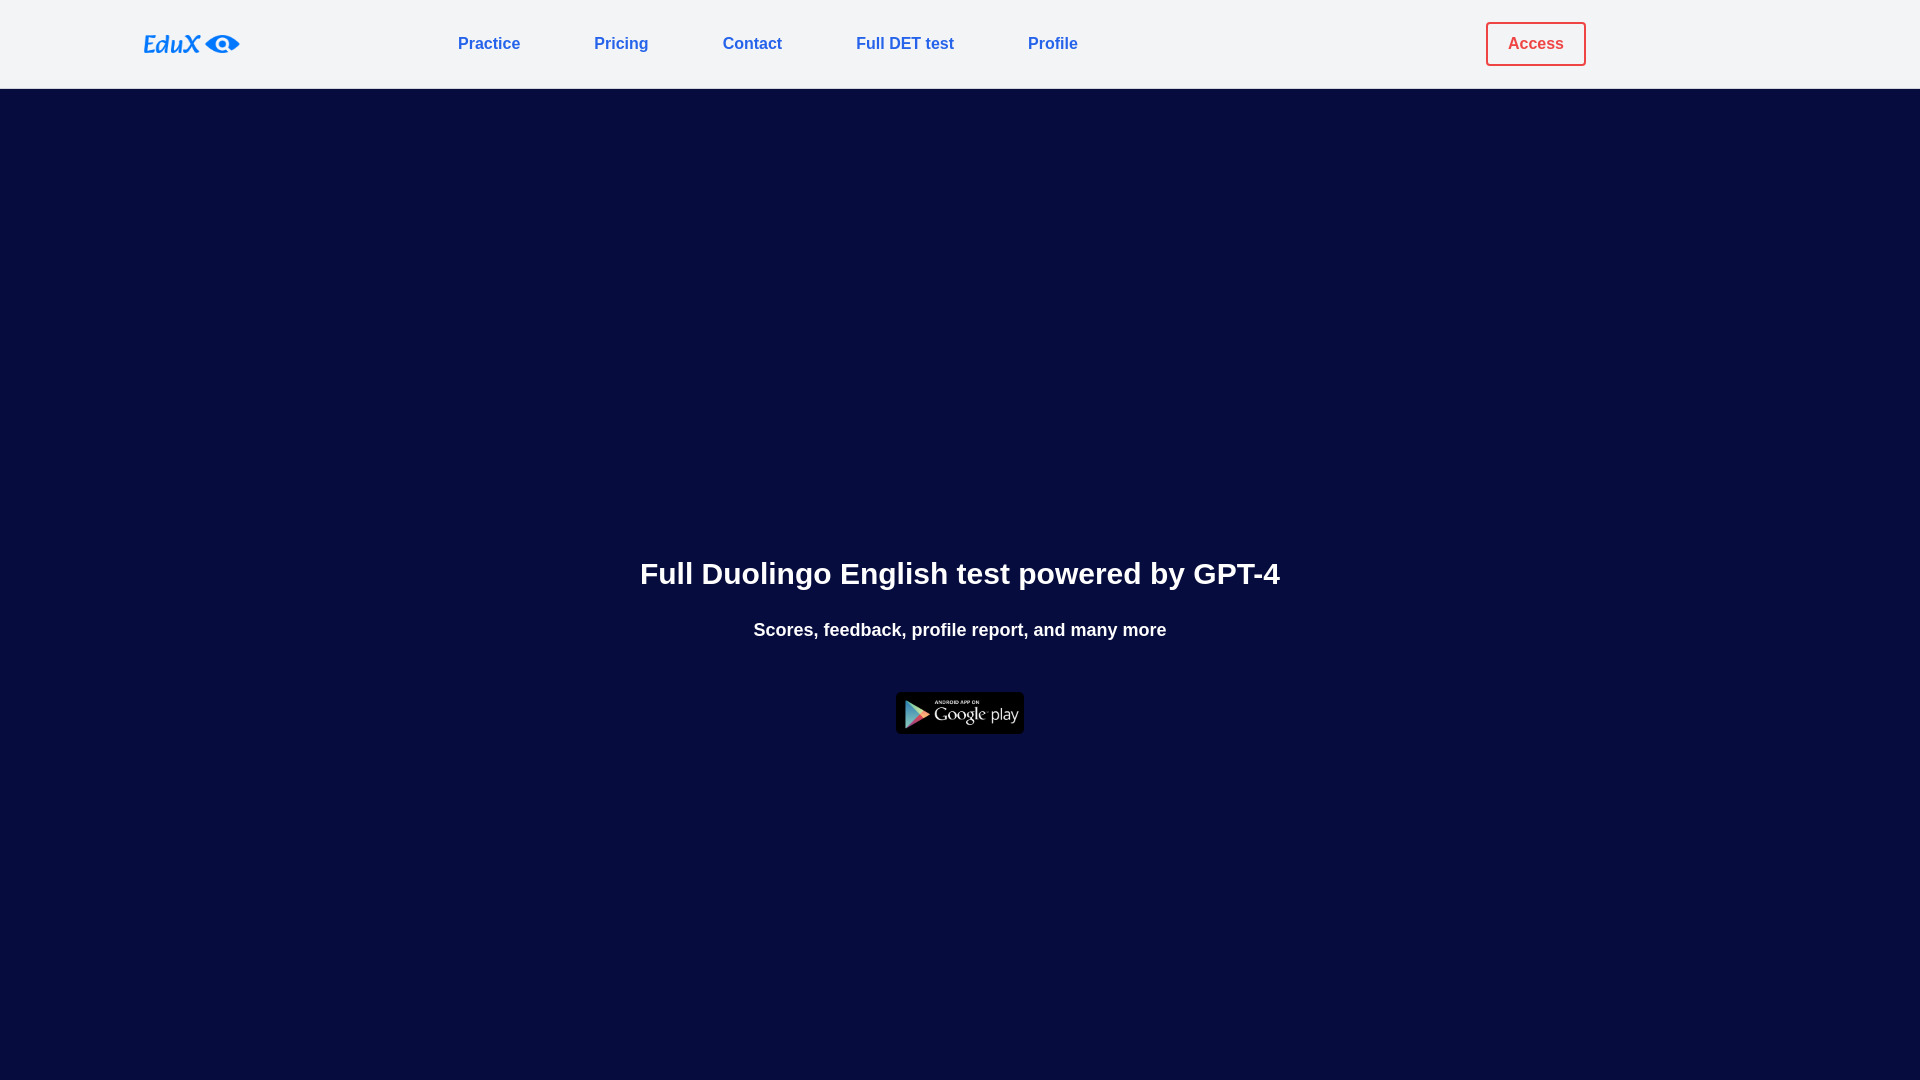 EduX
Practice
Pricing
Contact
Full DET test
Profile
Access
Full Duolingo English test powered by GPT-4
Scores, feedback, profile report, and many more
ANDROID APP ON
Google play